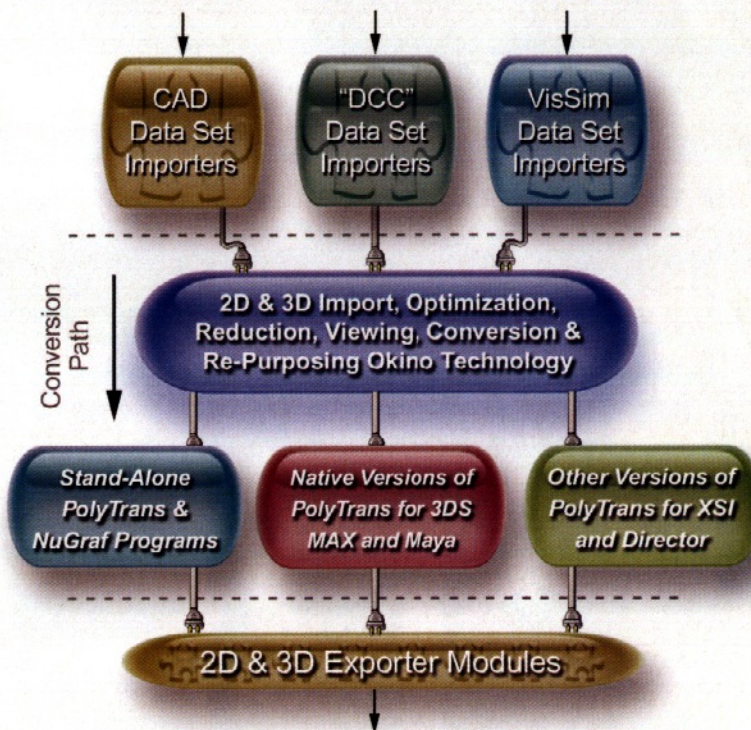 CAD
Data Set
Importers
"DCC"
Data Set
Importers
VisSim
Data Set
Importers
Conversion
Path
2D & 3D Import, Optimization,
Reduction, Viewing, Conversion &
Re-Purposing Okino Technology
Stand-Alone
PolyTrans &
NuGraf Programs
Native Versions of
PolyTrans for 3DS
MAX and Maya
Other Versions of
PolyTrans for XSI
and Director
2D & 3D Exporter Modules